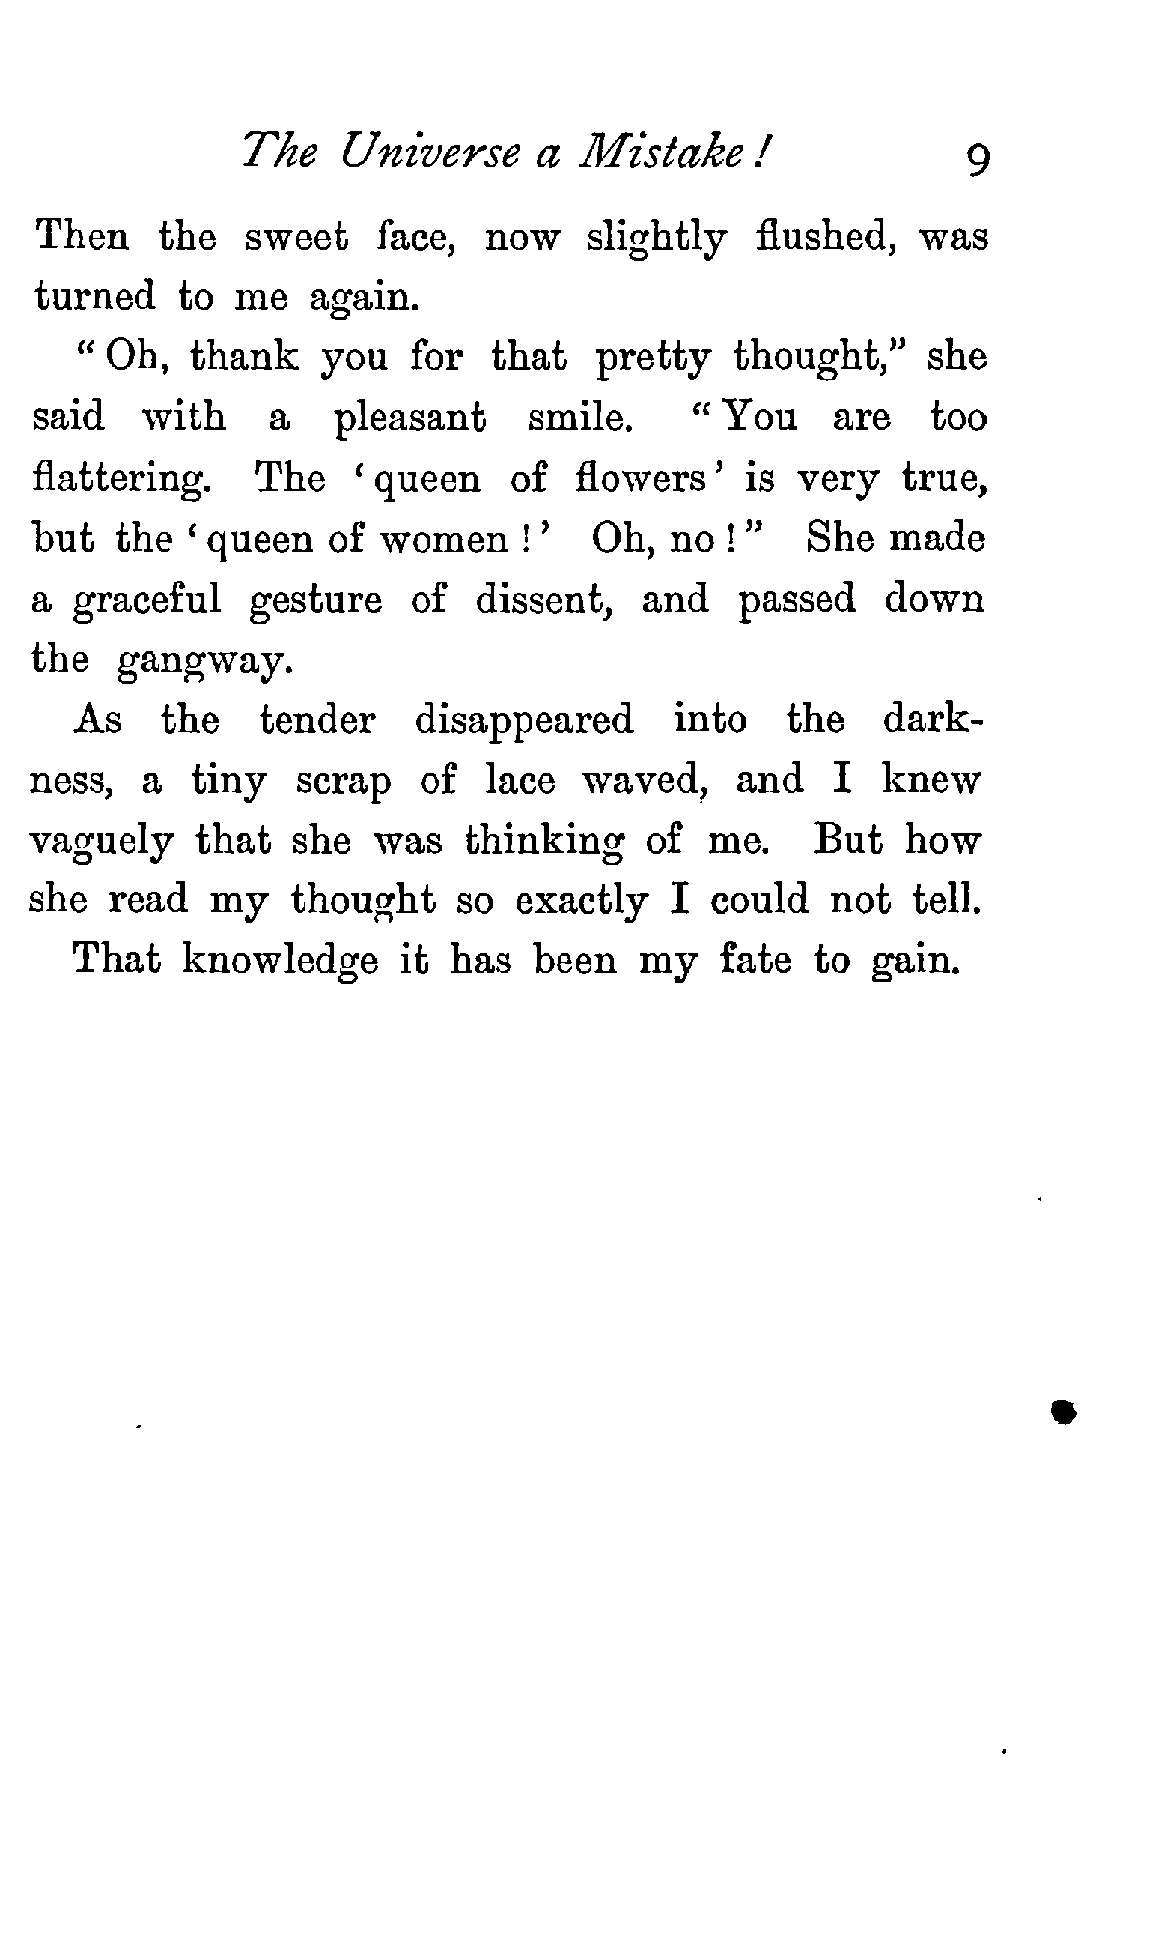 The Universe a Mistake! 9
Then the sweet face, now slightly flushed, was
turned to me again.
"Oh, thank you for that pretty thought," she
said with a pleasant smile. "You are too
flattering. The 'queen of flowers' is very true,
but the 'queen of women!' Oh, no!" She made
a graceful gesture of dissent, and passed down
the gangway.
As the tender disappeared into the dark-
ness, a tiny scrap of lace waved, and I knew
vaguely that she was thinking of me. But how
she read my thought so exactly I could not tell.
That knowledge it has been my fate to gain.